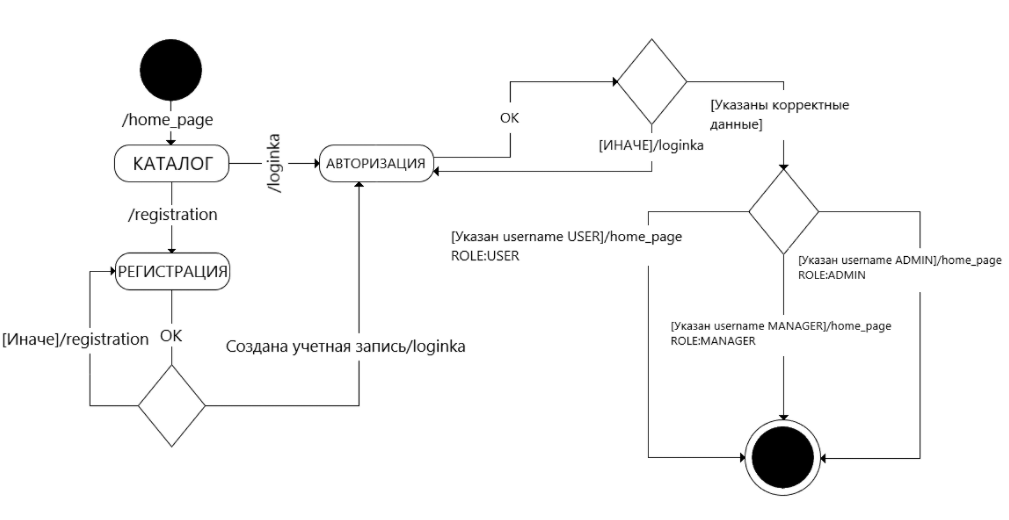 /home_page
КАТАЛОГ
/loginka
АВТОРИЗАЦИЯ
OK
[ИНАЧЕ]/loginka
[Указаны корректные
данные]
/registration
РЕГИСТРАЦИЯ
[Иначе]/registration
OK
Создана учетная запись/loginka
[Указан username USER]/home_page
ROLE:USER
[Указан username ADMIN]/home_page
ROLE:ADMIN
[Указан username MANAGER]/home_page
ROLE:MANAGER